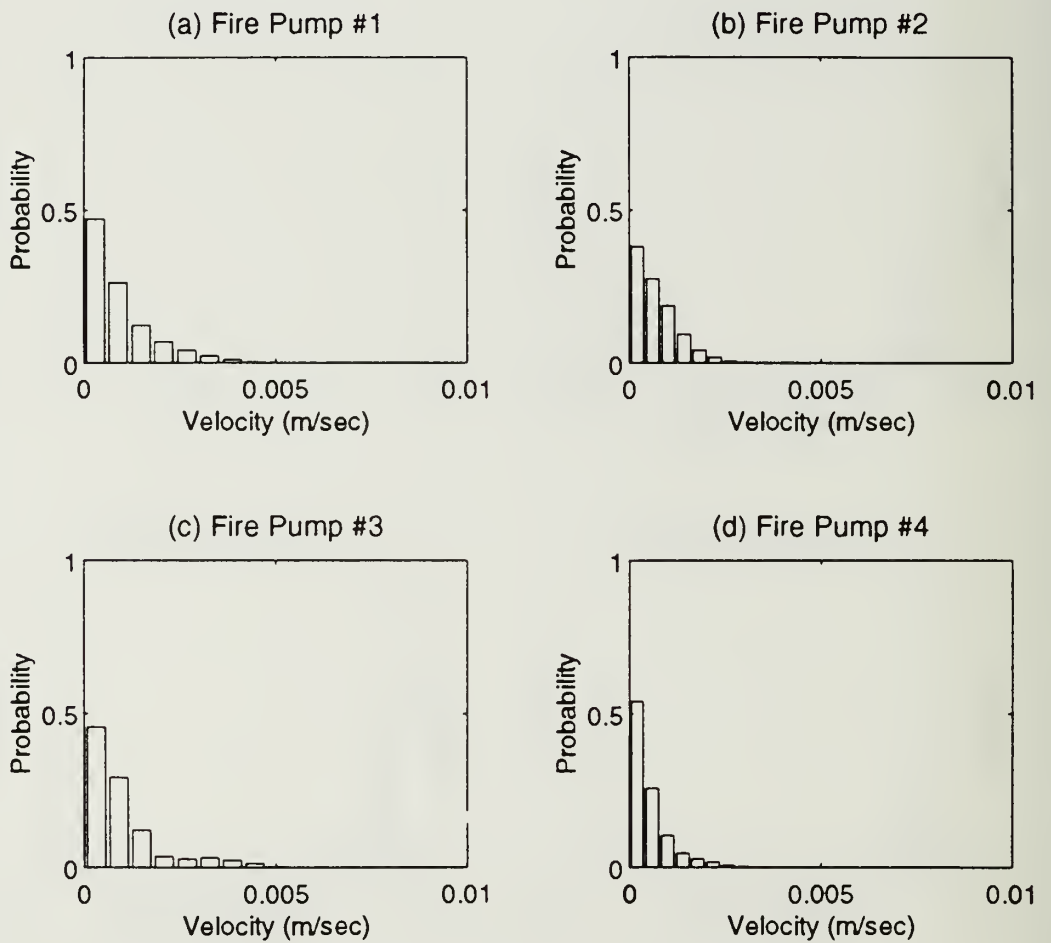 (a) Fire Pump #1
1
0.5
0
Probability
0
0.005
0.01
Velocity (m/sec)
(b) Fire Pump #2
1
0.5
0
Probability
0
0.005
0.01
Velocity (m/sec)
(c) Fire Pump #3
1
0.5
0
Probability
0
0.005
0.01
Velocity (m/sec)
(d) Fire Pump #4
1
0.5
0
Probability
0
0.005
0.01
Velocity (m/sec)